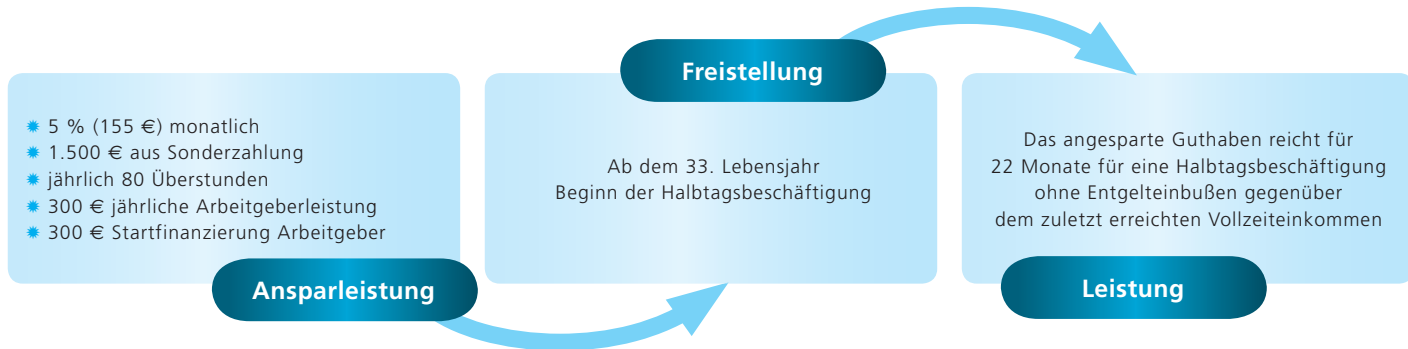 5 % (155 €) monatlich
1.500 € aus Sonderzahlung
jährlich 80 Überstunden
300 € jährliche Arbeitgeberleistung
300 € Startfinanzierung Arbeitgeber
Ansparleistung
Freistellung
Ab dem 33. Lebensjahr
Beginn der Halbtagsbeschäftigung
Das angesparte Guthaben reicht für
22 Monate für eine Halbtagsbeschäftigung
ohne Entgelteinbußen gegenüber
dem zuletzt erreichten Vollzeiteinkommen
Leistung